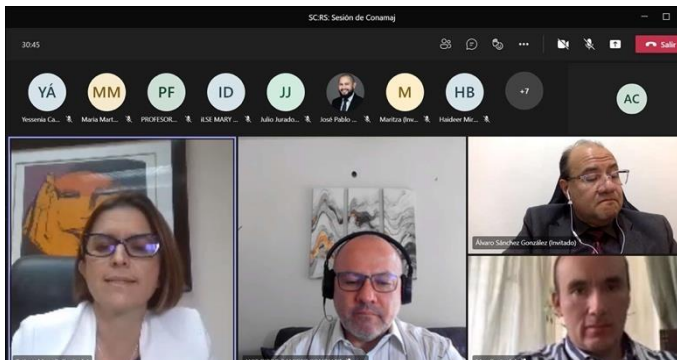 SC:RS: Sesión de Conamaj
30:45
Salir
YÁ
MM
PF
ID
JJ
M
HB
+7
AC
Yessenia Ca...
Maria Mart...
PROFESOR...
ILSE MARY ...
Julio Jurado...
José Pablo ...
Maritza (Inv...
Haideer Mir...
Álvaro Sánchez González (Invitado)